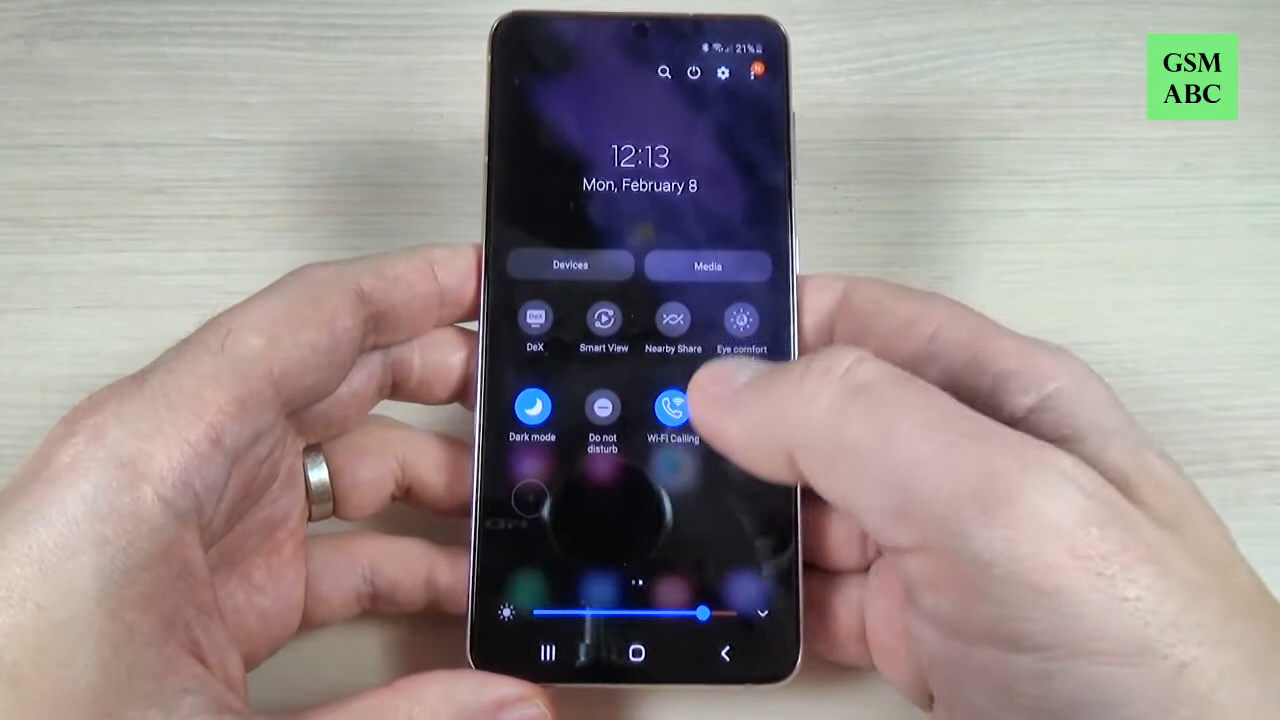 GSM
ABC
21%
N
12:13
Mon, February 8
Devices
Media
DeX
DeX
Smart View
Nearby Share
Eye comfort
Dark mode
Do not
disturb
Wi-Fi Calling